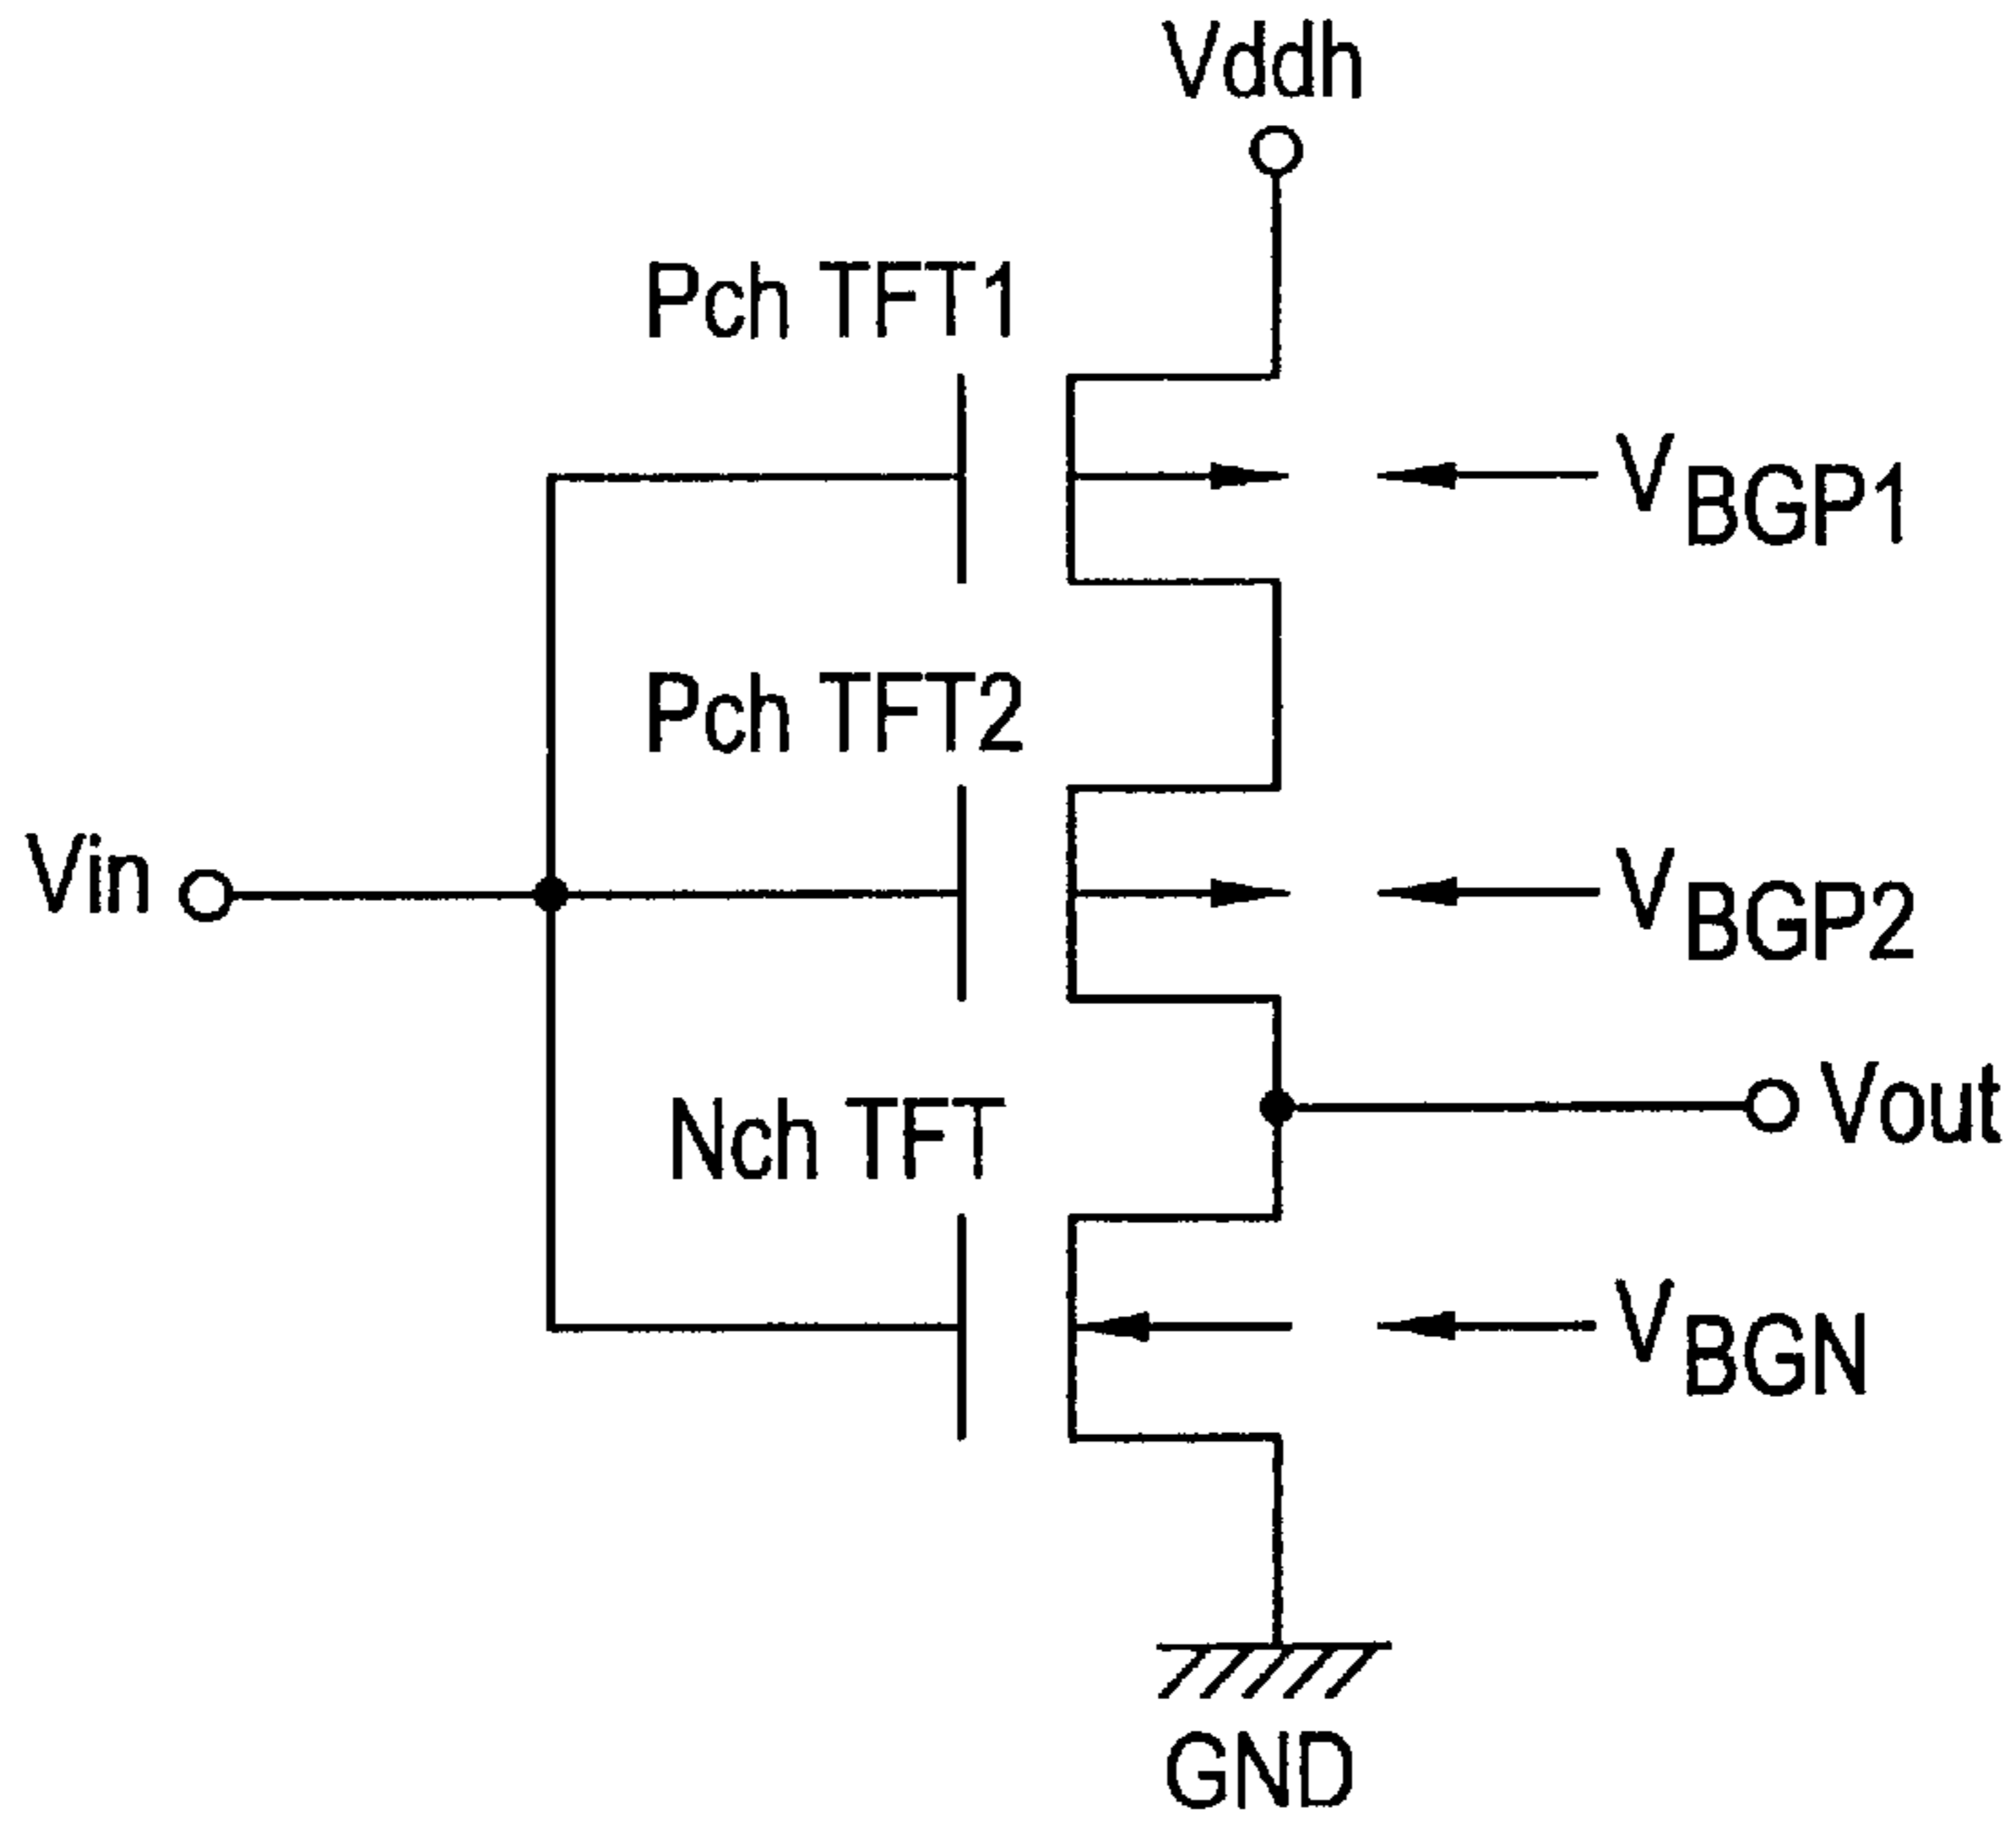 Vddh
Pch TFT1
VBGP1
Pch TFT2
Vin
VBGP2
Nch TFT
Vout
VBGN
GND